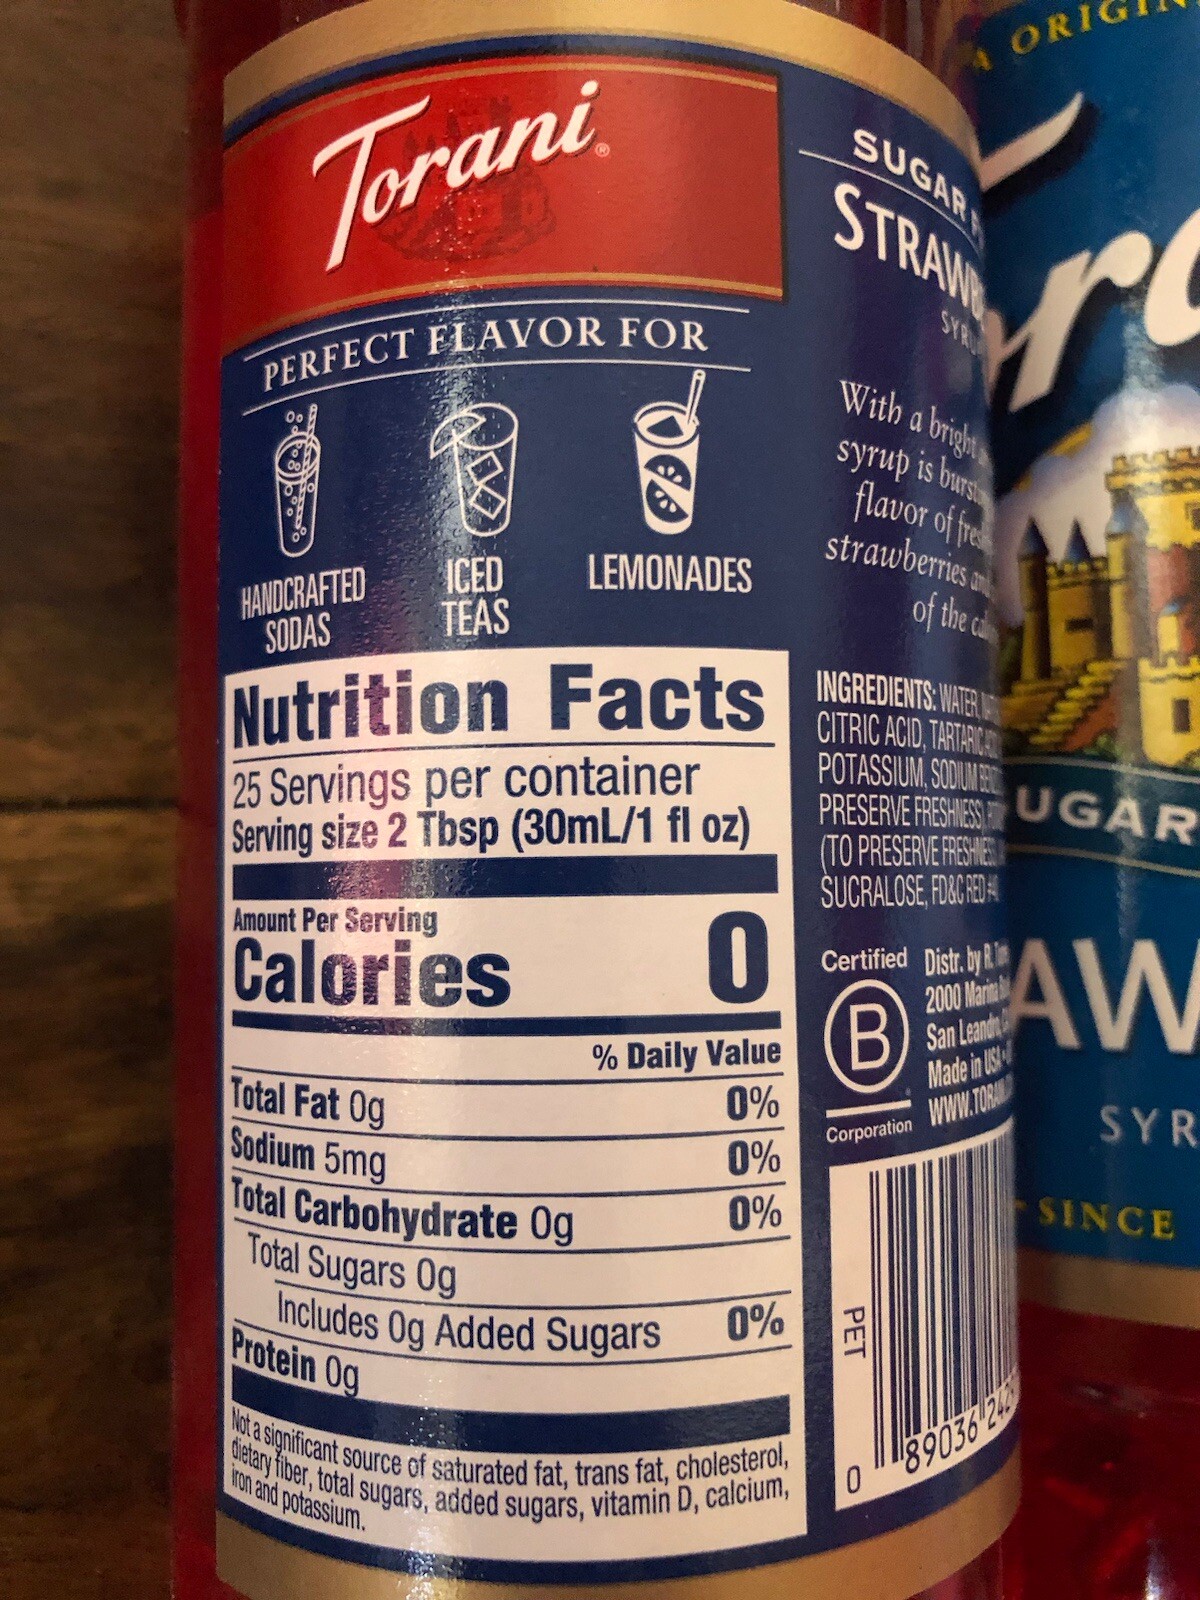 Torani®
PERFECT FLAVOR FOR
HANDCRAFTED
SODAS
ICED
TEAS
LEMONADES
Nutrition Facts
25 Servings per container
Serving size 2 Tbsp (30mL/1 fl oz)
Amount Per Serving
Calories 0
% Daily Value
Total Fat 0g 0%
Sodium 5mg 0%
Total Carbohydrate 0g 0%
Total Sugars 0g
Includes 0g Added Sugars 0%
Protein 0g
Not a significant source of saturated fat, trans fat, cholesterol,
dietary fiber, total sugars, added sugars, vitamin D, calcium,
iron and potassium.
SUGAR
STRAWB
SYRU
With a bright
syrup is burst
flavor of fres
strawberries an
of the
INGREDIENTS: WATER,
CITRIC ACID, TARTARIC
POTASSIUM, SODIUM
PRESERVE FRESHNESS),
(TO PRESERVE FRESHNESS
SUCRALOSE, FD&C RED #4
Certified
B
Corporation
Distr. by R.
2000 Marina
San Leandro,
Made in USA
WWW.TORANI
PET
0 89036 242
A ORIGIN
ora
UGAR
AW
SYR
SINCE